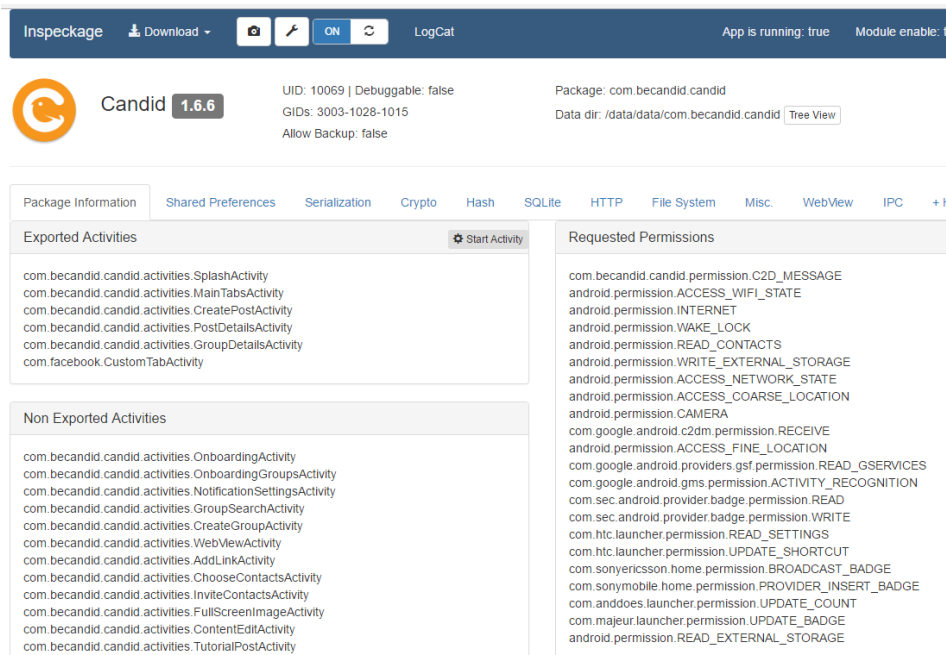 Inspeckage Download ON LogCat App is running: true Module enable:
Candid 1.6.6
UID: 10069 | Debuggable: false
GIDs: 3003-1028-1015
Allow Backup: false
Package: com.becandid.candid
Data dir: /data/data/com.becandid.candid Tree View
Package Information Shared Preferences Serialization Crypto Hash SQLite HTTP File System Misc. WebView IPC +
Exported Activities Start Activity
com.becandid.candid.activities.SplashActivity
com.becandid.candid.activities.MainTabsActivity
com.becandid.candid.activities.CreatePostActivity
com.becandid.candid.activities.PostDetailsActivity
com.becandid.candid.activities.GroupDetailsActivity
com.facebook.CustomTabActivity
Non Exported Activities
com.becandid.candid.activities.OnboardingActivity
com.becandid.candid.activities.OnboardingGroupsActivity
com.becandid.candid.activities.NotificationSettingsActivity
com.becandid.candid.activities.GroupSearchActivity
com.becandid.candid.activities.CreateGroupActivity
com.becandid.candid.activities.WebViewActivity
com.becandid.candid.activities.AddLinkActivity
com.becandid.candid.activities.ChooseContactsActivity
com.becandid.candid.activities.InviteContactsActivity
com.becandid.candid.activities.FullScreenImageActivity
com.becandid.candid.activities.ContentEditActivity
com.becandid.candid.activities.TutorialPostActivity
Requested Permissions
com.becandid.candid.permission.C2D_MESSAGE
android.permission.ACCESS_WIFI_STATE
android.permission.INTERNET
android.permission.WAKE_LOCK
android.permission.READ_CONTACTS
android.permission.WRITE_EXTERNAL_STORAGE
android.permission.ACCESS_NETWORK_STATE
android.permission.ACCESS_COARSE_LOCATION
android.permission.CAMERA
com.google.android.c2dm.permission.RECEIVE
android.permission.ACCESS_FINE_LOCATION
com.google.android.providers.gsf.permission.READ_GSERVICES
com.google.android.gms.permission.ACTIVITY_RECOGNITION
com.sec.android.provider.badge.permission.READ
com.sec.android.provider.badge.permission.WRITE
com.htc.launcher.permission.READ_SETTINGS
com.htc.launcher.permission.UPDATE_SHORTCUT
com.sonyericsson.home.permission.BROADCAST_BADGE
com.sonymobile.home.permission.PROVIDER_INSERT_BADGE
com.anddoes.launcher.permission.UPDATE_COUNT
com.majeur.launcher.permission.UPDATE_BADGE
android.permission.READ_EXTERNAL_STORAGE